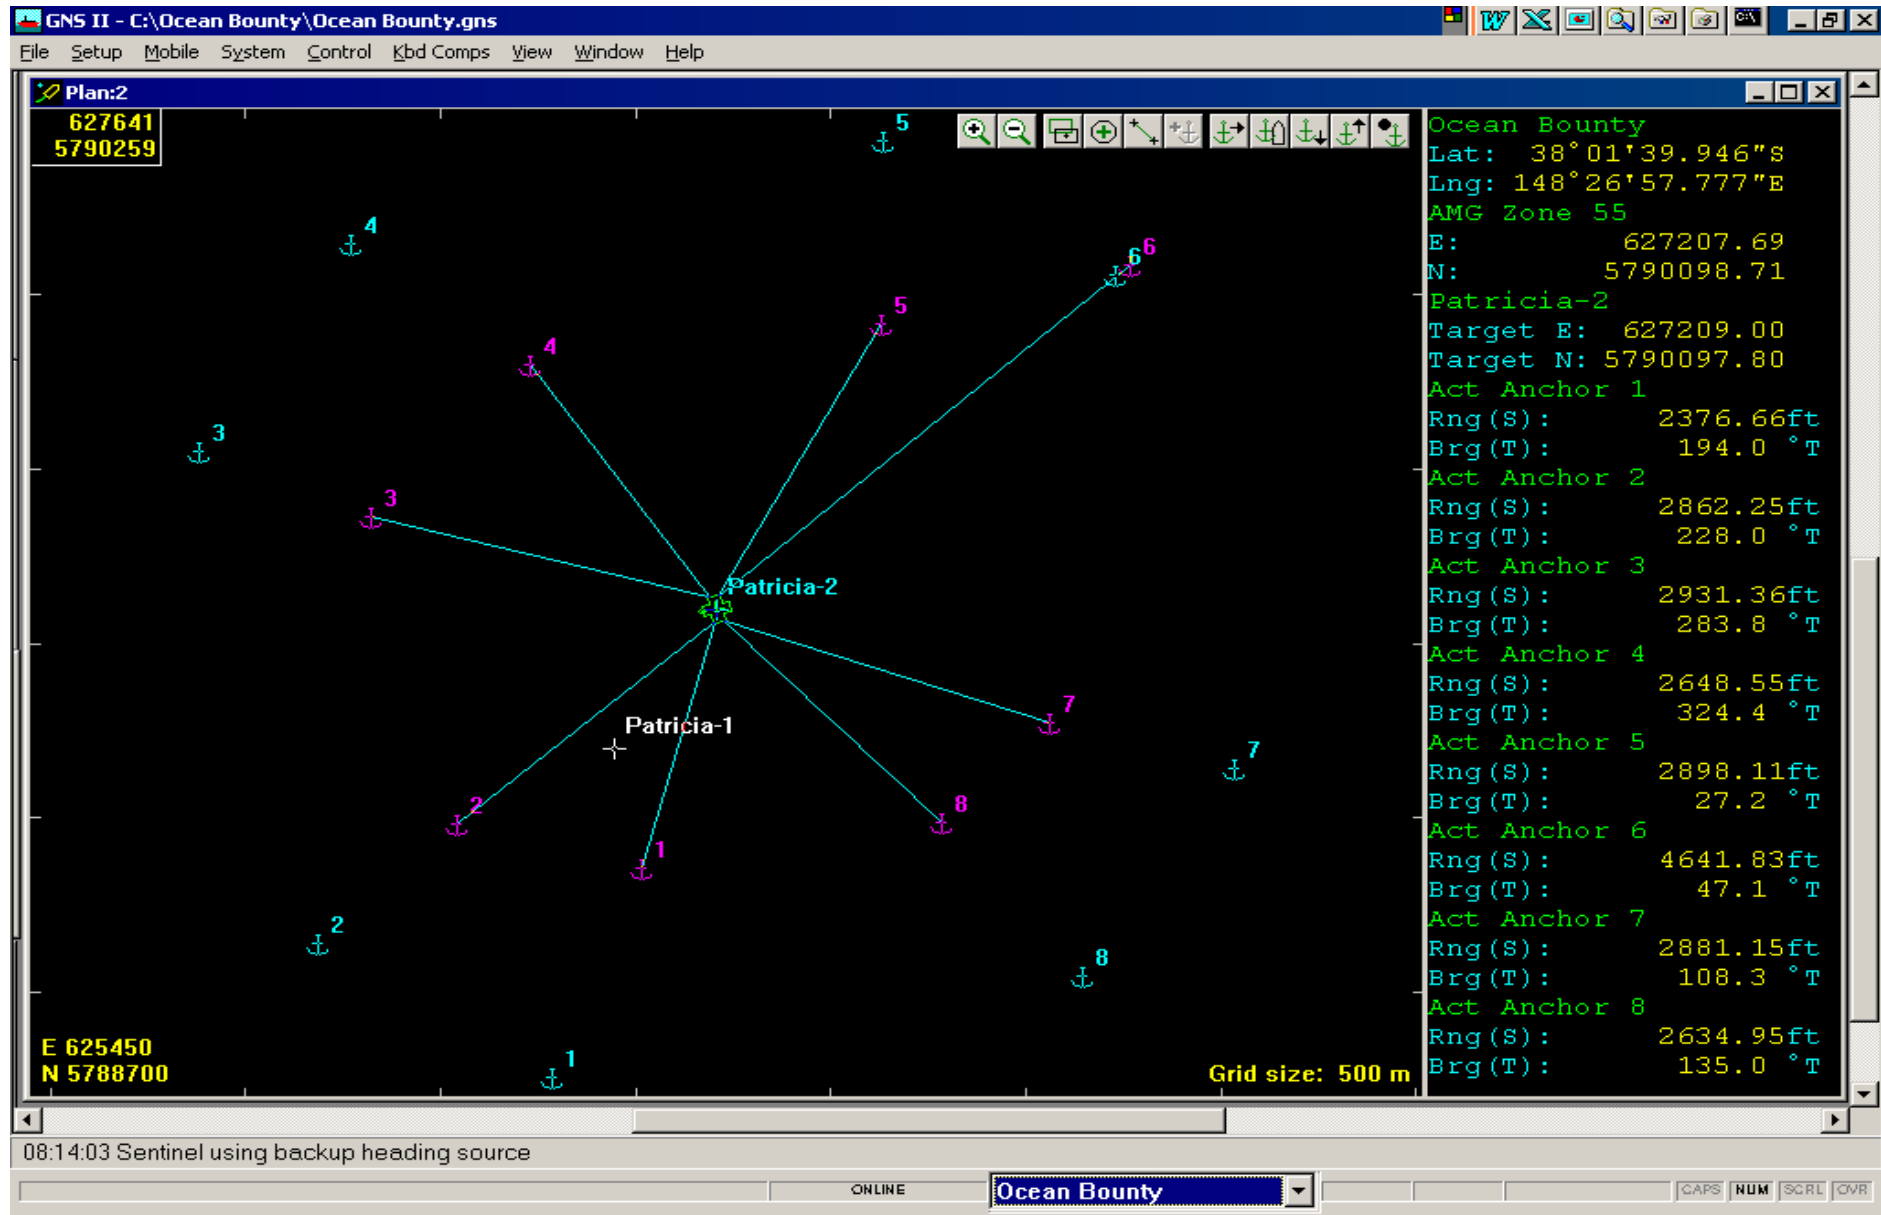 GNS II - C:\Ocean Bounty\Ocean Bounty.gns
File Setup Mobile System Control Kbd Comps View Window Help
Plan:2
627641
5790259
5
4
6
6
5
4
3
3
Patricia-2
7
Patricia-1
7
2
8
1
2
8
1
E 625450
N 5788700
Grid size: 500 m
Ocean Bounty
Lat: 38°01'39.946"S
Lng: 148°26'57.777"E
AMG Zone 55
E: 627207.69
N: 5790098.71
Patricia-2
Target E: 627209.00
Target N: 5790097.80
Act Anchor 1
Rng(S): 2376.66ft
Brg(T): 194.0 °T
Act Anchor 2
Rng(S): 2862.25ft
Brg(T): 228.0 °T
Act Anchor 3
Rng(S): 2931.36ft
Brg(T): 283.8 °T
Act Anchor 4
Rng(S): 2648.55ft
Brg(T): 324.4 °T
Act Anchor 5
Rng(S): 2898.11ft
Brg(T): 27.2 °T
Act Anchor 6
Rng(S): 4641.83ft
Brg(T): 47.1 °T
Act Anchor 7
Rng(S): 2881.15ft
Brg(T): 108.3 °T
Act Anchor 8
Rng(S): 2634.95ft
Brg(T): 135.0 °T
08:14:03 Sentinel using backup heading source
ONLINE
Ocean Bounty
CAPS NUM SCRL OVR